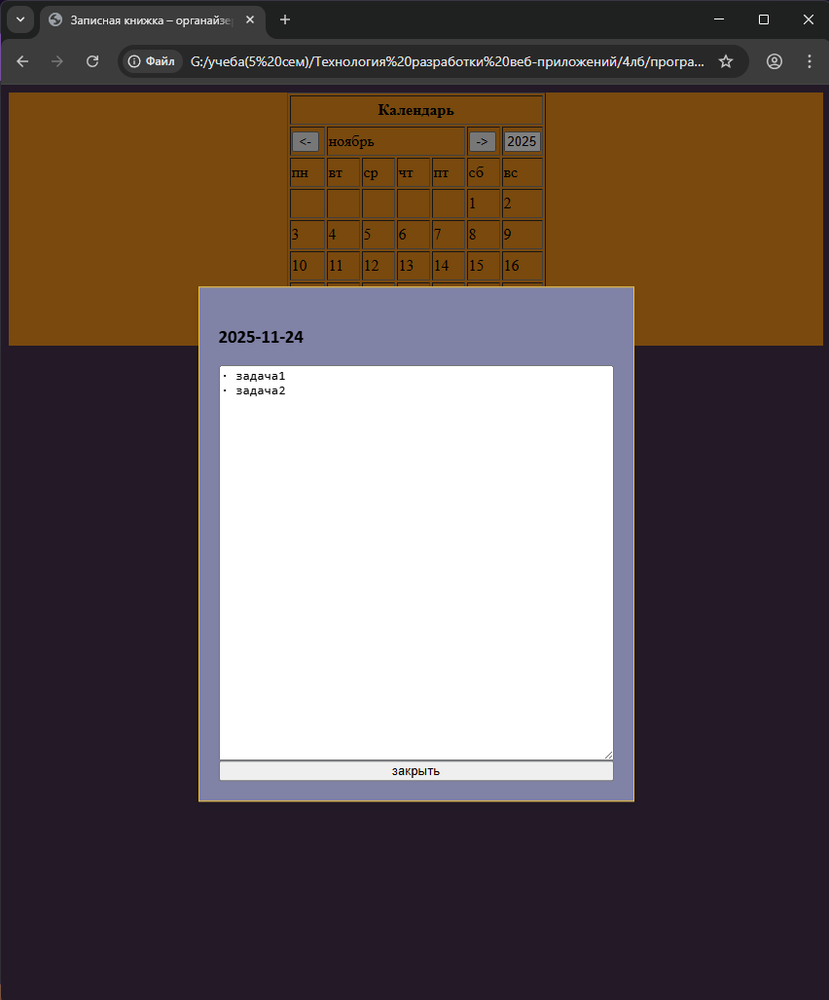 Записная книжка – органайзер
Файл G:/учеба(5%20сем)/Технология%20разработки%20веб-приложений/4лб/програ...
Календарь
<- ноябрь -> 2025
пн вт ср чт пт сб вс
1 2
3 4 5 6 7 8 9
10 11 12 13 14 15 16
2025-11-24
· задача1
· задача2
закрыть